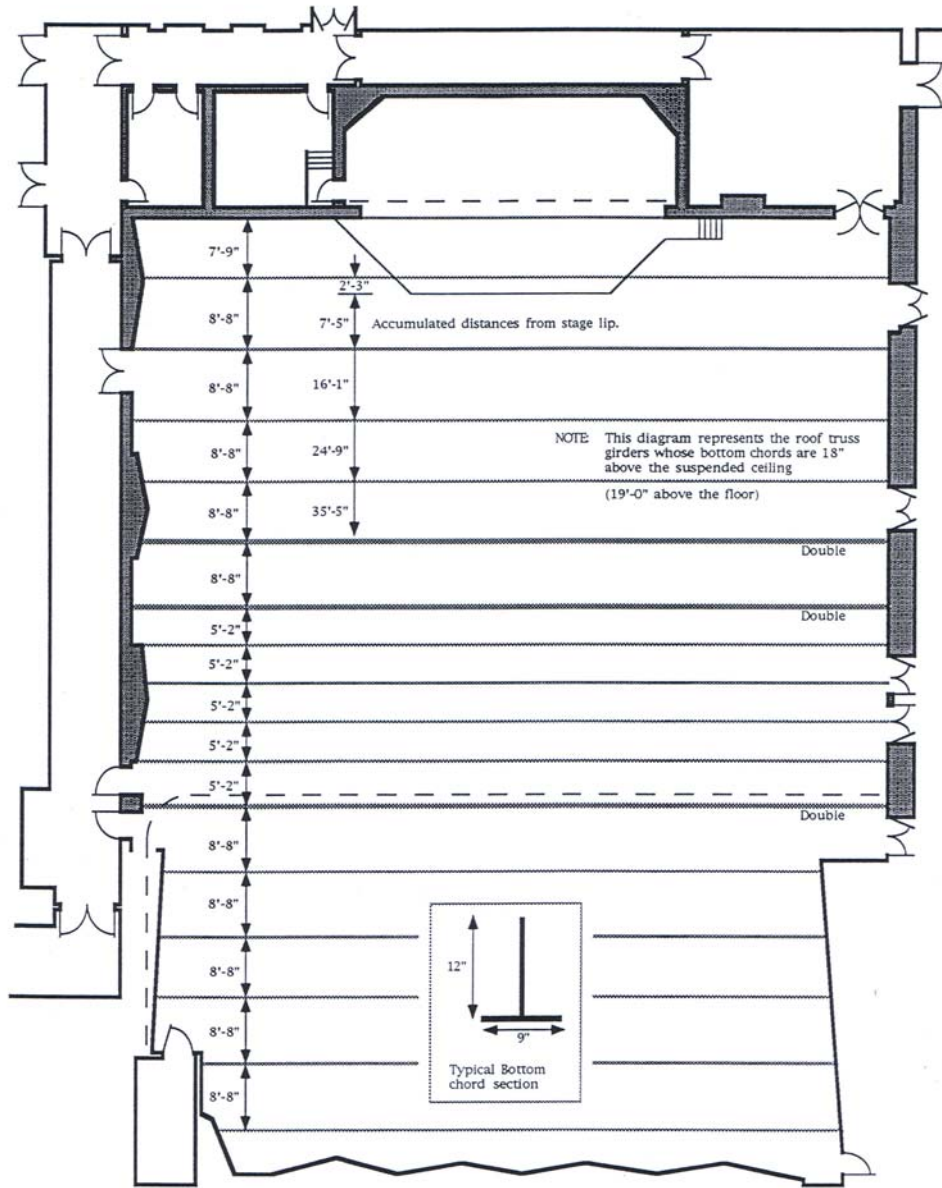 7'-9"
2'-3"
8'-8"
7'-5"
Accumulated distances from stage lip.
8'-8"
16'-1"
8'-8"
24'-9"
NOTE This diagram represents the roof truss
girders whose bottom chords are 18"
above the suspended ceiling
(19'-0" above the floor)
8'-8"
35'-5"
Double
8'-8"
Double
5'-2"
5'-2"
5'-2"
5'-2"
5'-2"
Double
8'-8"
8'-8"
8'-8"
8'-8"
8'-8"
12"
9"
Typical Bottom
chord section